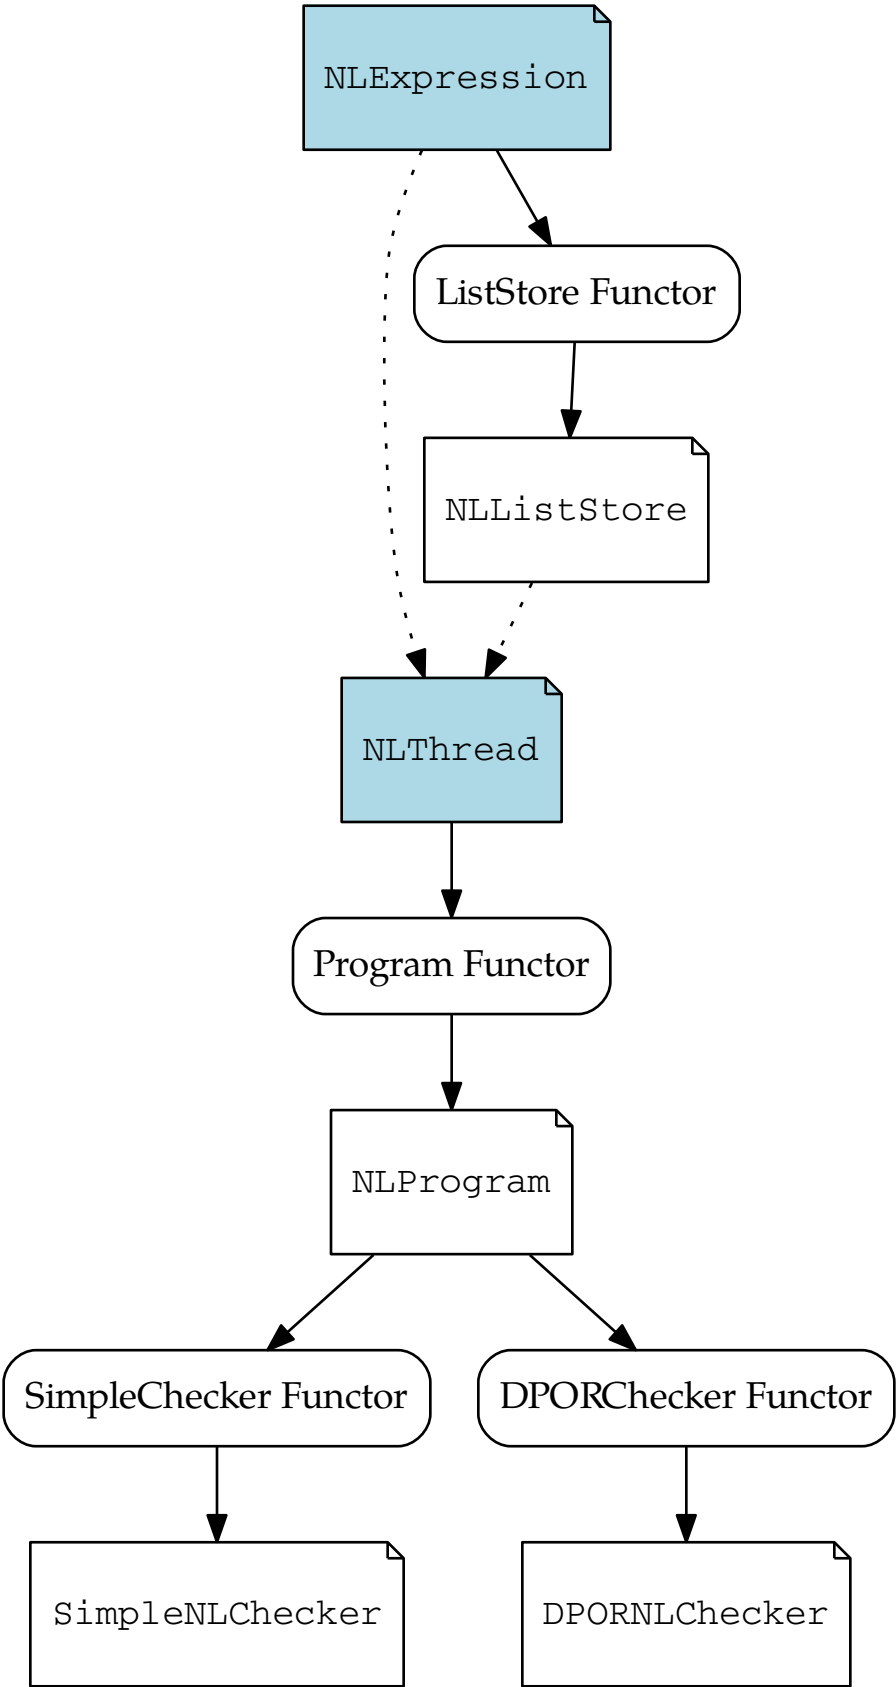 NLExpression
ListStore Functor
NLListStore
NLThread
Program Functor
NLProgram
SimpleChecker Functor
DPORChecker Functor
SimpleNLChecker
DPORNLChecker